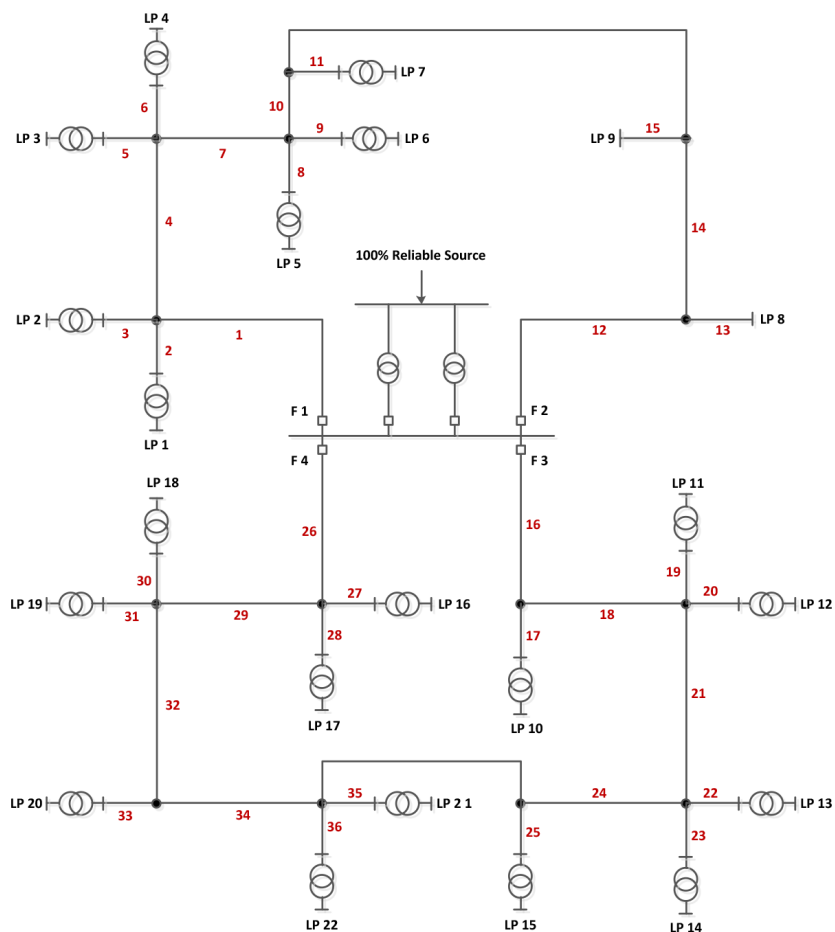 LP 4
11
LP 7
6
10
LP 3
9
15
LP 6
LP 9
5
7
8
4
14
LP 5
100% Reliable Source
LP 2
LP 8
3
1
12
13
2
F 1
F 2
LP 1
F 4
F 3
LP 18
LP 11
26
16
30
19
27
20
LP 19
LP 16
LP 12
31
29
18
28
17
21
32
LP 17
LP 10
35
24
22
LP 20
LP 2 1
LP 13
33
34
36
25
23
LP 22
LP 15
LP 14